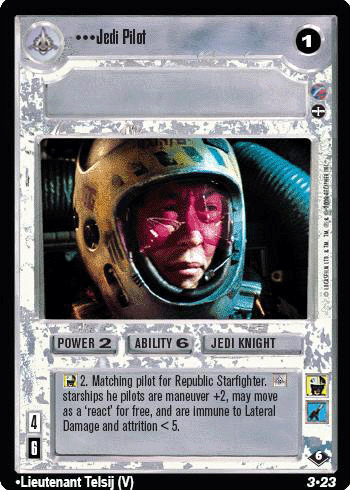 •••Jedi Pilot
1
POWER 2 ABILITY 6 JEDI KNIGHT
2. Matching pilot for Republic Starfighter.
starships he pilots are maneuver +2, may move
as a 'react' for free, and are immune to Lateral
Damage and attrition < 5.
4
6
6
•Lieutenant Telsij (V) 3•23